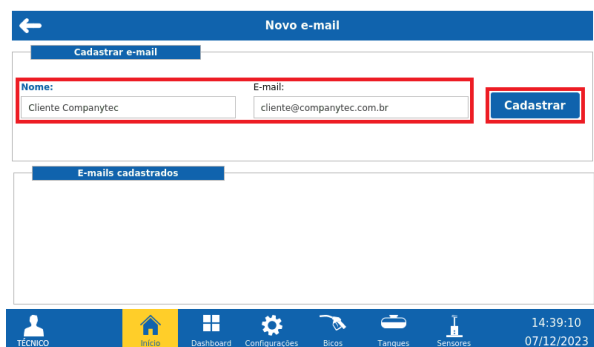 Novo e-mail
Cadastrar e-mail
Nome:
E-mail:
Cliente Companytec
cliente@companytec.com.br
Cadastrar
E-mails cadastrados
TÉCNICO
Início
Dashboard
Configurações
Bicos
Tanques
Sensores
14:39:10
07/12/2023